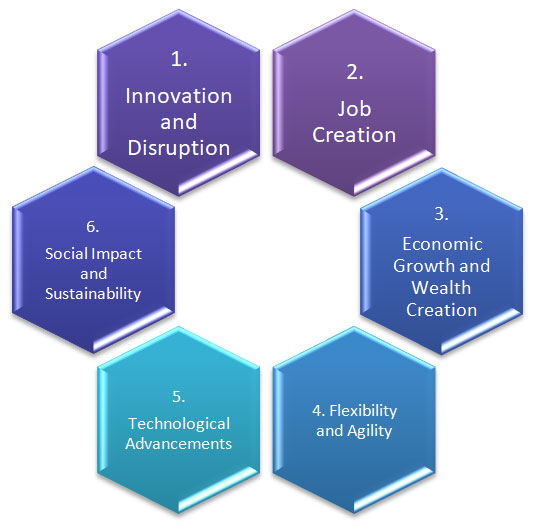 1.
Innovation
and
Disruption
2.
Job
Creation
3.
Economic
Growth and
Wealth
Creation
4. Flexibility
and Agility
5.
Technological
Advancements
6.
Social Impact
and
Sustainability